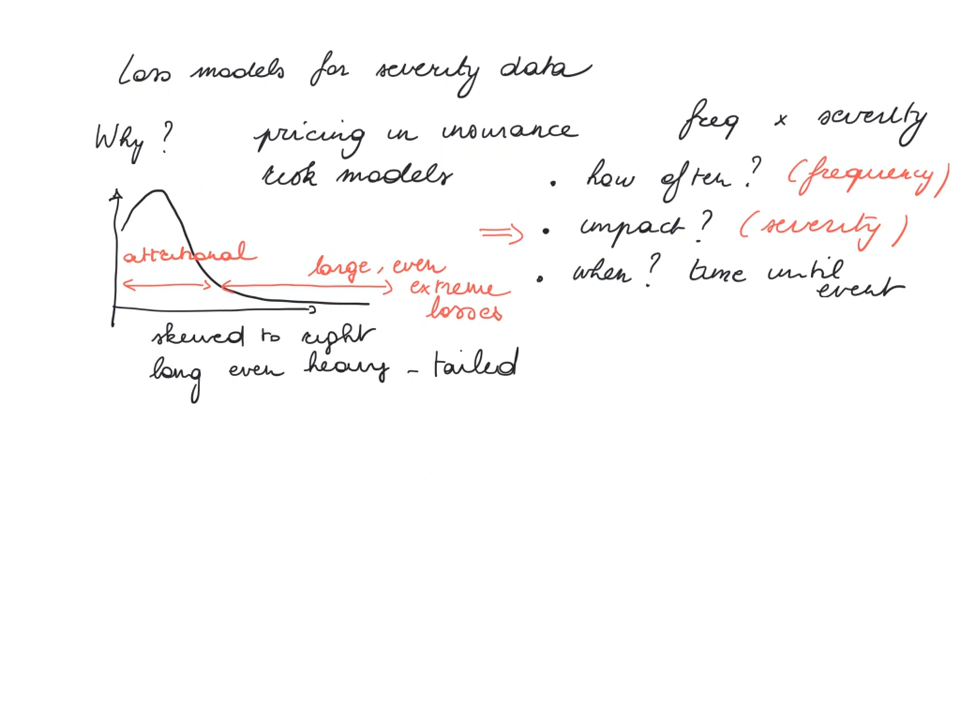 Loss models for severity data
Why? pricing in insurance freq x severity
risk models
• how often? (frequency)
⇒ • impact? (severity)
• when? time until event
attritional
large, even extreme losses
skewed to right
long even heavy - tailed